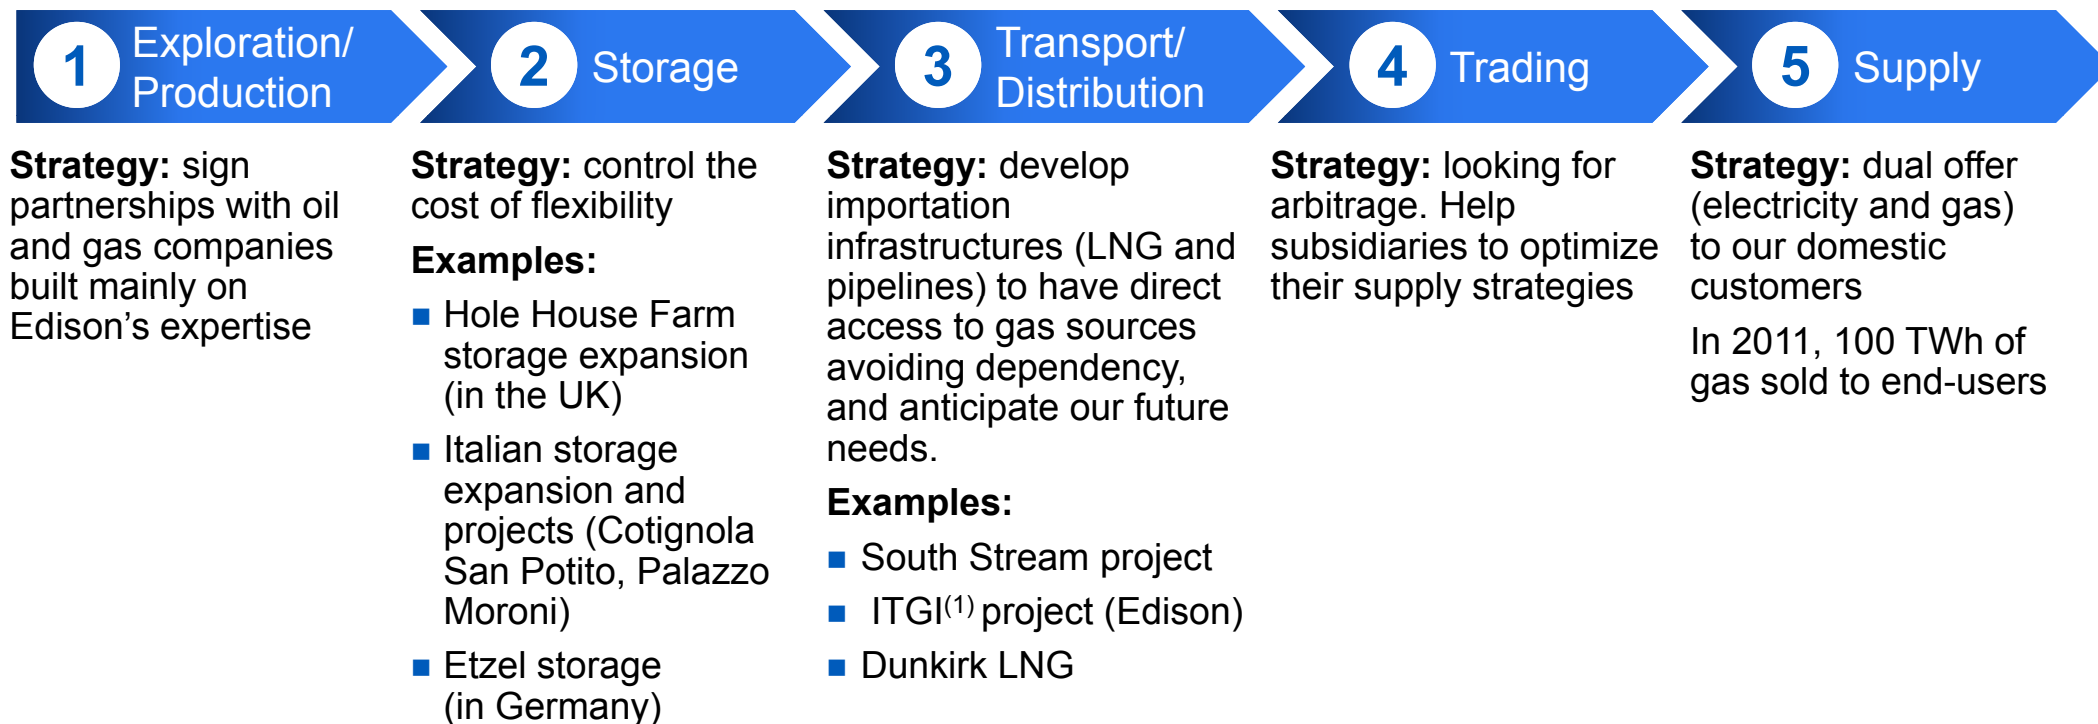 1 Exploration/
Production
Strategy: sign
partnerships with oil
and gas companies
built mainly on
Edison’s expertise
2 Storage
Strategy: control the
cost of flexibility
Examples:
■ Hole House Farm
storage expansion
(in the UK)
■ Italian storage
expansion and
projects (Cotignola
San Potito, Palazzo
Moroni)
■ Etzel storage
(in Germany)
3 Transport/
Distribution
Strategy: develop
importation
infrastructures (LNG and
pipelines) to have direct
access to gas sources
avoiding dependency,
and anticipate our future
needs.
Examples:
■ South Stream project
■ ITGI(1) project (Edison)
■ Dunkirk LNG
4 Trading
Strategy: looking for
arbitrage. Help
subsidiaries to optimize
their supply strategies
5 Supply
Strategy: dual offer
(electricity and gas)
to our domestic
customers
In 2011, 100 TWh of
gas sold to end-users